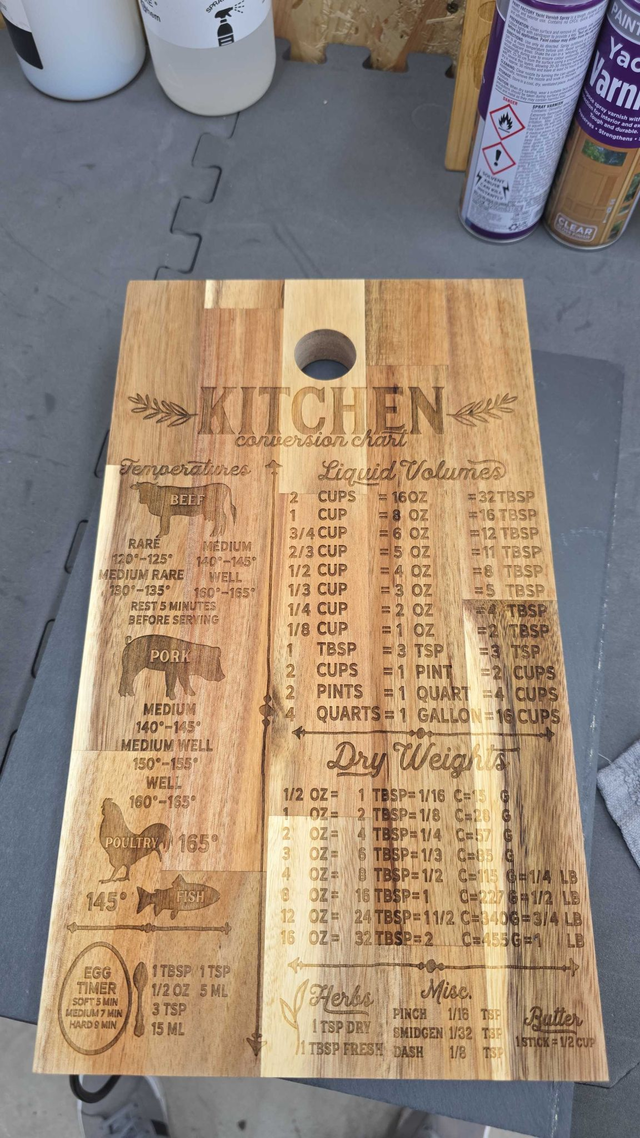 SPRAY
DANGER
SPRAY VARNISH
SOLVENT
ABUSE
CAN KILL
INSTANTLY
PAINT
Yac
Varn
CLEAR
KITCHEN
conversion chart
Temperatures
BEEF
RARE
120°-125°
MEDIUM RARE
130°-135°
MEDIUM
140°-145°
WELL
160°-165°
REST 5 MINUTES
BEFORE SERVING
PORK
MEDIUM
140°-145°
MEDIUM WELL
150°-155°
WELL
160°-165°
POULTRY 165°
145° FISH
EGG
TIMER
SOFT 5 MIN
MEDIUM 7 MIN
HARD 9 MIN
1 TBSP 1 TSP
1/2 OZ 5 ML
3 TSP
15 ML
Liquid Volumes
2 CUPS = 16 OZ = 32 TBSP
1 CUP = 8 OZ = 16 TBSP
3/4 CUP = 6 OZ = 12 TBSP
2/3 CUP = 5 OZ = 11 TBSP
1/2 CUP = 4 OZ = 8 TBSP
1/3 CUP = 3 OZ = 5 TBSP
1/4 CUP = 2 OZ = 4 TBSP
1/8 CUP = 1 OZ = 2 TBSP
1 TBSP = 3 TSP = 3 TSP
2 CUPS = 1 PINT = 2 CUPS
2 PINTS = 1 QUART = 4 CUPS
4 QUARTS = 1 GALLON = 16 CUPS
Dry Weights
1/2 OZ = 1 TBSP = 1/16 C = 15 G
1 OZ = 2 TBSP = 1/8 C = 28 G
2 OZ = 4 TBSP = 1/4 C = 57 G
3 OZ = 6 TBSP = 1/3 C = 85 G
4 OZ = 8 TBSP = 1/2 C = 115 G = 1/4 LB
8 OZ = 16 TBSP = 1 C = 227 G = 1/2 LB
12 OZ = 24 TBSP = 1 1/2 C = 340 G = 3/4 LB
16 OZ = 32 TBSP = 2 C = 455 G = 1 LB
Herbs
1 TSP DRY
1 TBSP FRESH
Misc.
PINCH 1/16 TSP
SMIDGEN 1/32 TSP
DASH 1/8 TSP
Butter
1 STICK = 1/2 CUP